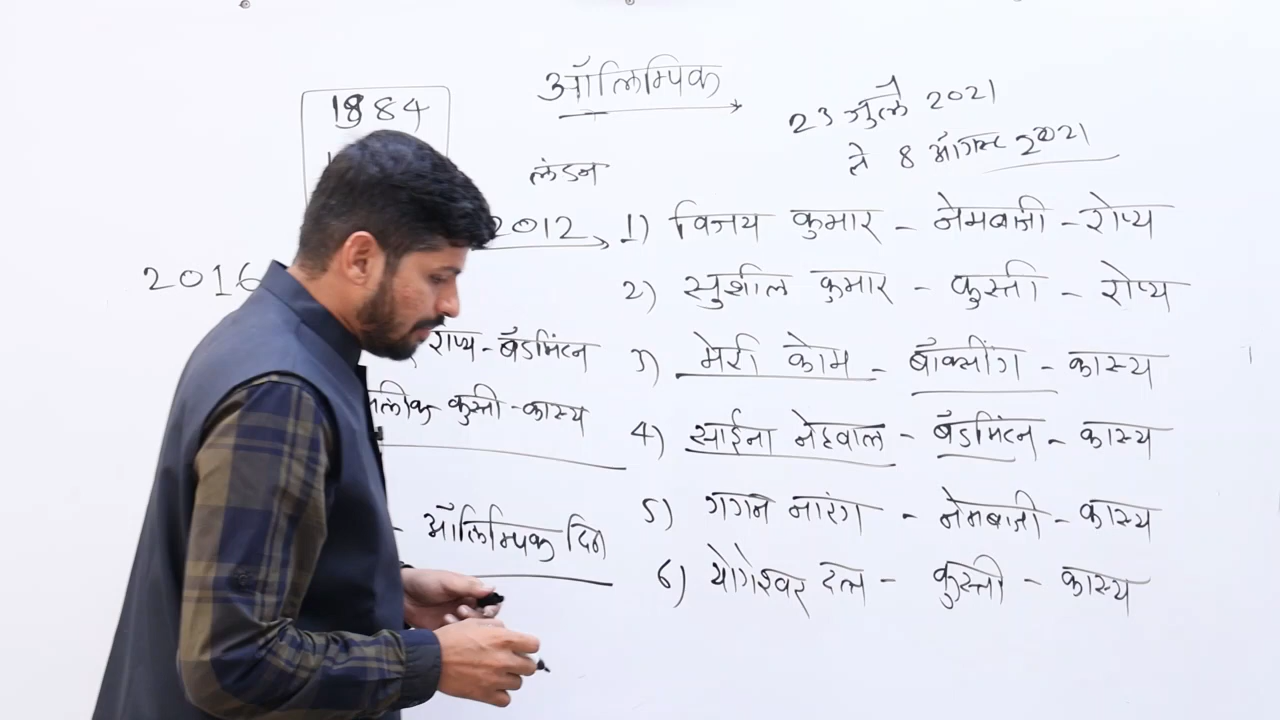 ऑलिम्पिक
1884
23 जुलै 2021
ते 8 ऑगस्ट 2021
लंडन
2012
1) विजय कुमार - नेमबाजी - रोप्य
2016
2) सुशील कुमार - कुस्ती - रोप्य
राप्य - बॅडमिंटन
3) मेरी कोम - बॉक्सींग - कास्य
कुस्ती - कास्य
4) साईना नेहवाल - बॅडमिंटन - कास्य
5) गगन नारंग - नेमबाजी - कास्य
- ऑलिम्पिक दिन
6) योगेश्वर दत्त - कुस्ती - कास्य